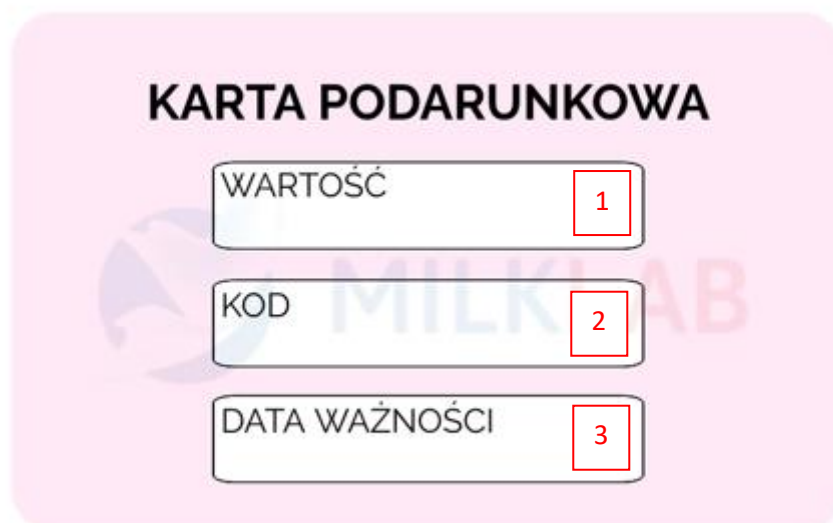 KARTA PODARUNKOWA
WARTOŚĆ 1
MILKLAB
KOD 2
DATA WAŻNOŚCI 3